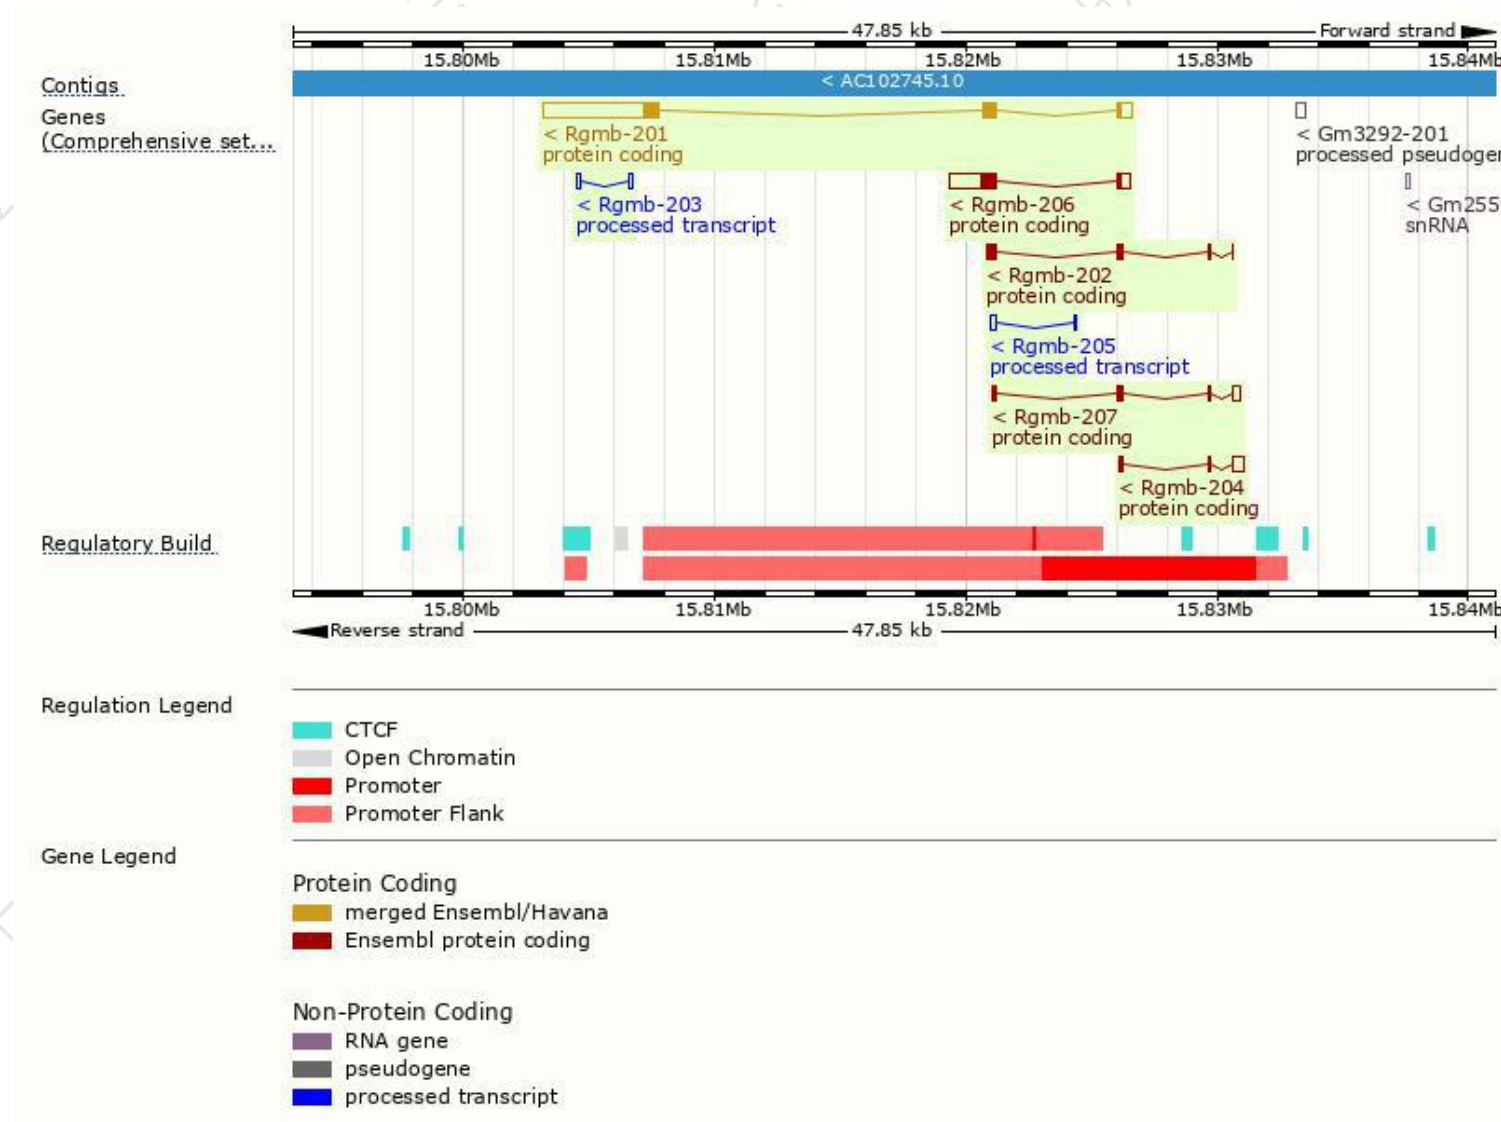 47.85 kb Forward strand
15.80Mb 15.81Mb 15.82Mb 15.83Mb 15.84Mb
Contigs < AC102745.10
Genes
(Comprehensive set...
< Rgmb-201 < Gm3292-201
protein coding processed pseudogen
< Rgmb-203 < Rgmb-206 < Gm255
processed transcript protein coding snRNA
< Rgmb-202
protein coding
< Rgmb-205
processed transcript
< Rgmb-207
protein coding
< Rgmb-204
protein coding
Regulatory Build
15.80Mb 15.81Mb 15.82Mb 15.83Mb 15.84Mb
Reverse strand 47.85 kb
Regulation Legend
CTCF
Open Chromatin
Promoter
Promoter Flank
Gene Legend
Protein Coding
merged Ensembl/Havana
Ensembl protein coding
Non-Protein Coding
RNA gene
pseudogene
processed transcript